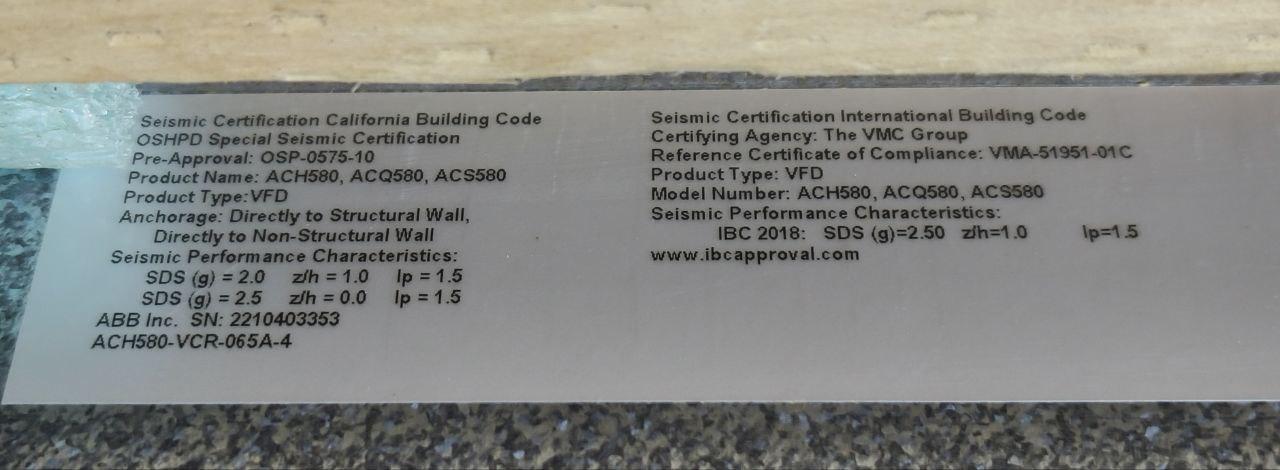 Seismic Certification California Building Code
OSHPD Special Seismic Certification
Pre-Approval: OSP-0575-10
Product Name: ACH580, ACQ580, ACS580
Product Type:VFD
Anchorage: Directly to Structural Wall,
Directly to Non-Structural Wall
Seismic Performance Characteristics:
SDS (g) = 2.0 z/h = 1.0 Ip = 1.5
SDS (g) = 2.5 z/h = 0.0 Ip = 1.5
ABB Inc. SN: 2210403353
ACH580-VCR-065A-4
Seismic Certification International Building Code
Certifying Agency: The VMC Group
Reference Certificate of Compliance: VMA-51951-01C
Product Type: VFD
Model Number: ACH580, ACQ580, ACS580
Seismic Performance Characteristics:
IBC 2018: SDS (g)=2.50 z/h=1.0 Ip=1.5
www.ibcapproval.com